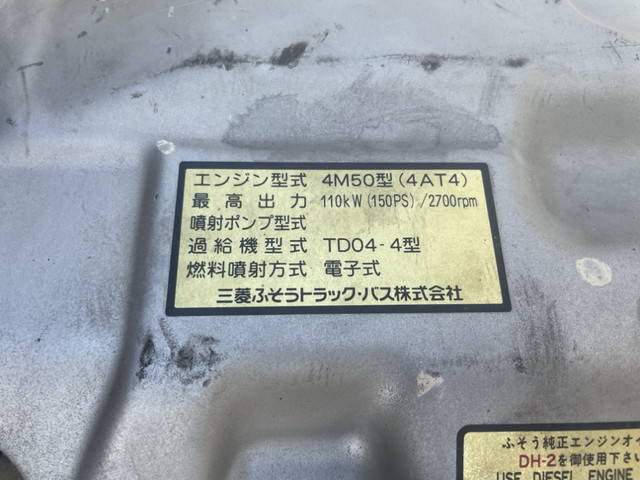 エンジン型式 4M50型(4AT4)
最高出力 110kW(150PS)/2700rpm
噴射ポンプ型式
過給機型式 TD04-4型
燃料噴射方式 電子式
三菱ふそうトラック・バス株式会社
ふそう純正エンジンオイ
DH-2を御使用下さい
USE DIESEL ENGINE